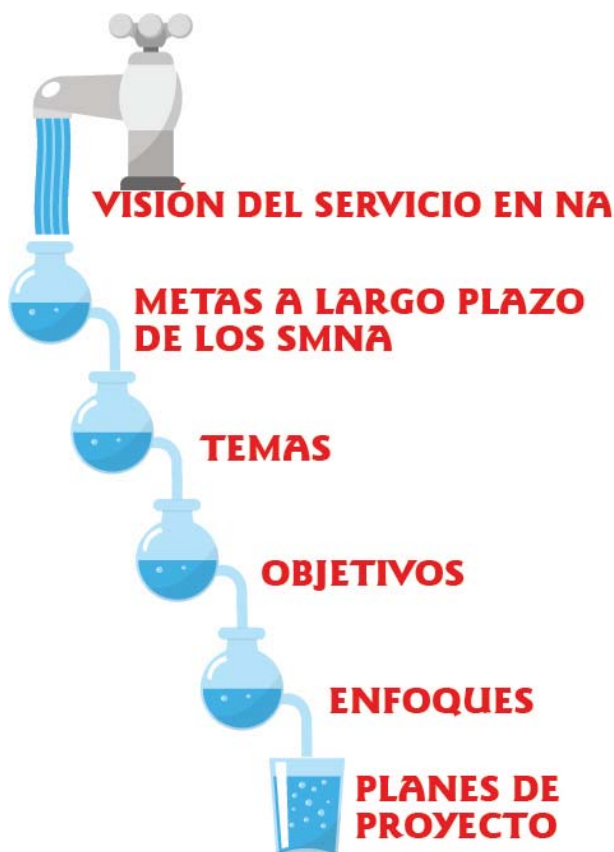 VISIÓN DEL SERVICIO EN NA
METAS A LARGO PLAZO
DE LOS SMNA
TEMAS
OBJETIVOS
ENFOQUES
PLANES DE
PROYECTO